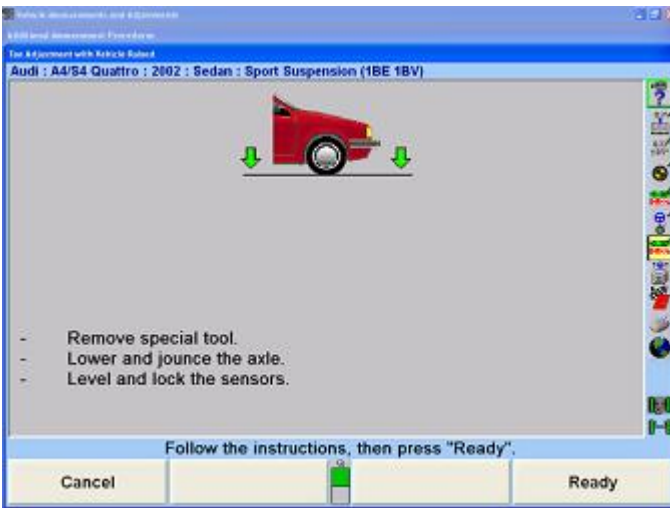 Vehicle Measurements and Adjustments
Additional Measurement Procedures
Toe Adjustment with Vehicle Raised
Audi : A4/S4 Quattro : 2002 : Sedan : Sport Suspension (1BE 1BV)
- Remove special tool.
- Lower and jounce the axle.
- Level and lock the sensors.
Follow the instructions, then press "Ready".
Cancel
Ready